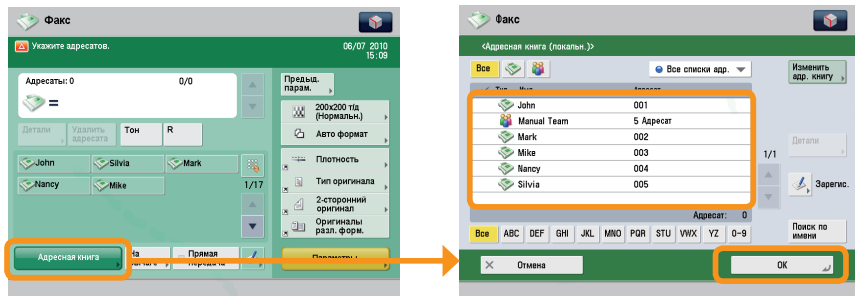 Факс
Укажите адресатов.
06/07 2010
15:09
Адресаты: 0
0/0
=
Предыд.
парам.
200x200 т/д
(Нормальн.)
Авто формат
Детали
Удалить
адресата
Тон
R
John
Silvia
Mark
Nancy
Mike
1/17
Плотность
Тип оригинала
2-сторонний
оригинал
Оригиналы
разл. форм.
Адресная книга
На
Прямая
Параметры
Факс
<Адресная книга (локальн.)>
Все
Все списки адр.
Изменить
адр. книгу
Тип
Имя
Адресат
John
001
Manual Team
5 Адресат
Mark
002
Mike
003
Nancy
004
Silvia
005
1/1
Детали
Зарегис.
Адресат: 0
Все
ABC
DEF
GHI
JKL
MNO
PQR
STU
VWX
YZ
0-9
Поиск по
имени
Отмена
OK